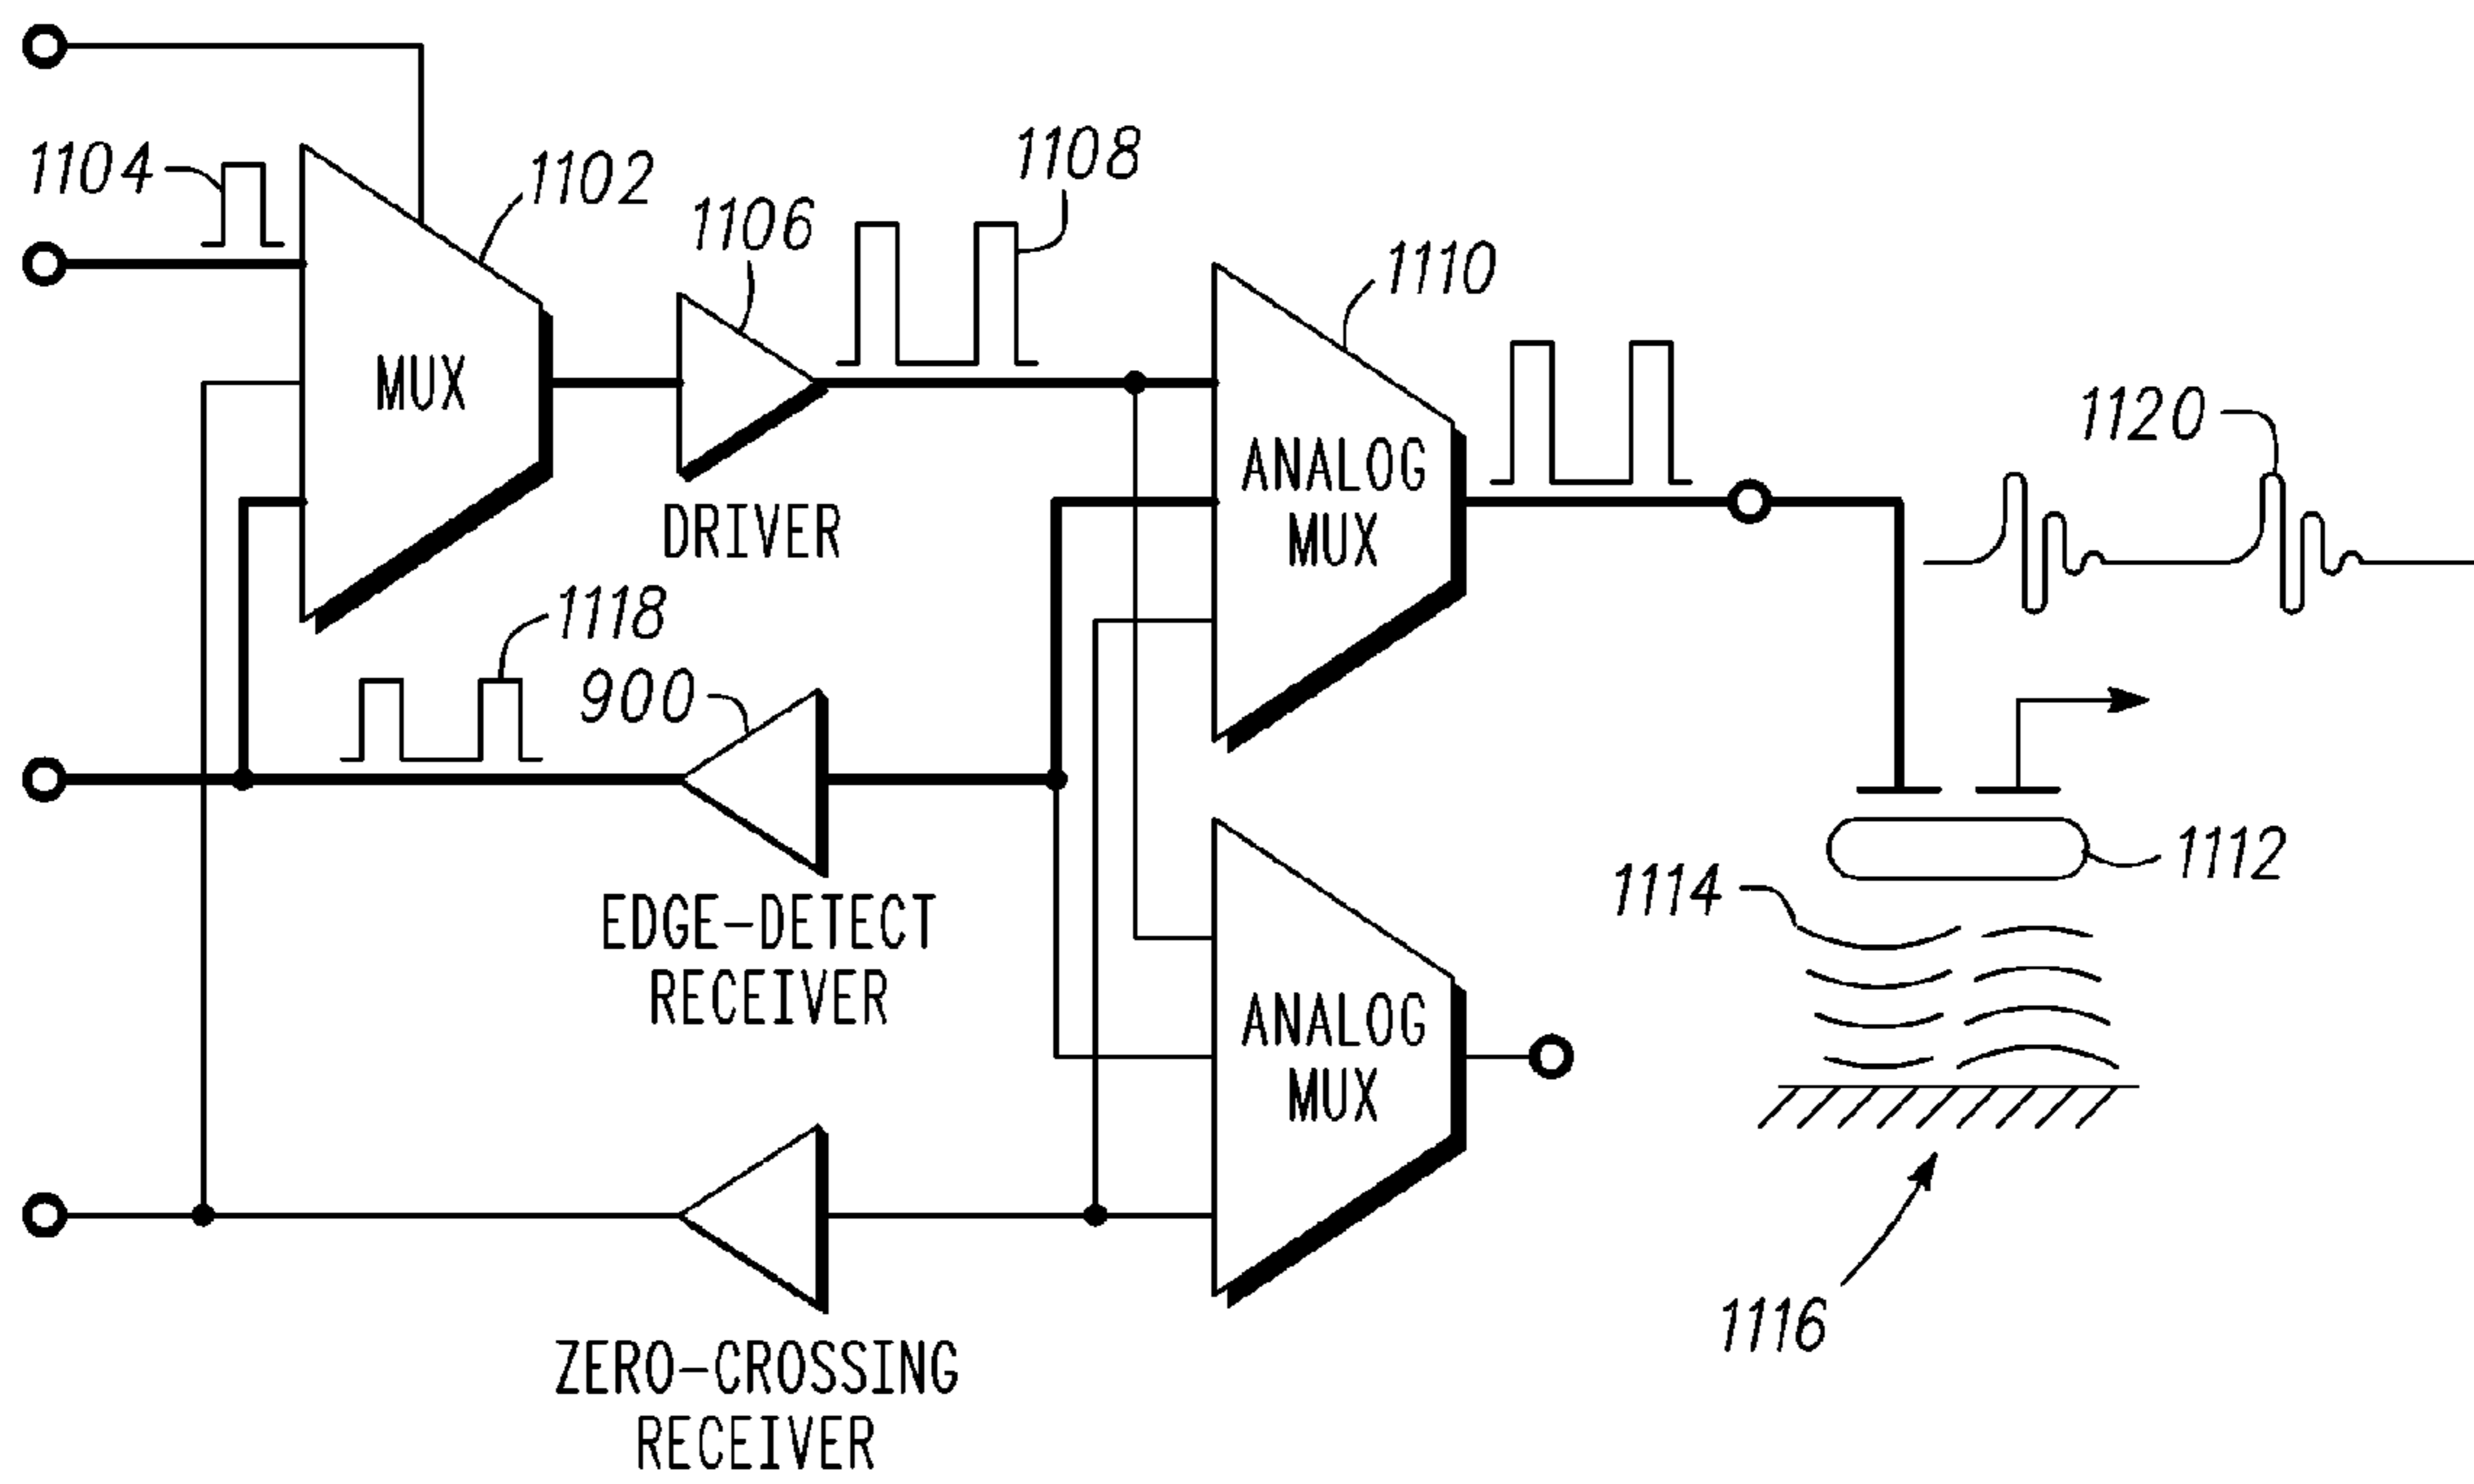 1104
1102
1106
1108
1110
MUX
DRIVER
ANALOG
MUX
1120
1118
900
EDGE-DETECT
RECEIVER
1112
1114
ANALOG
MUX
1116
ZERO-CROSSING
RECEIVER